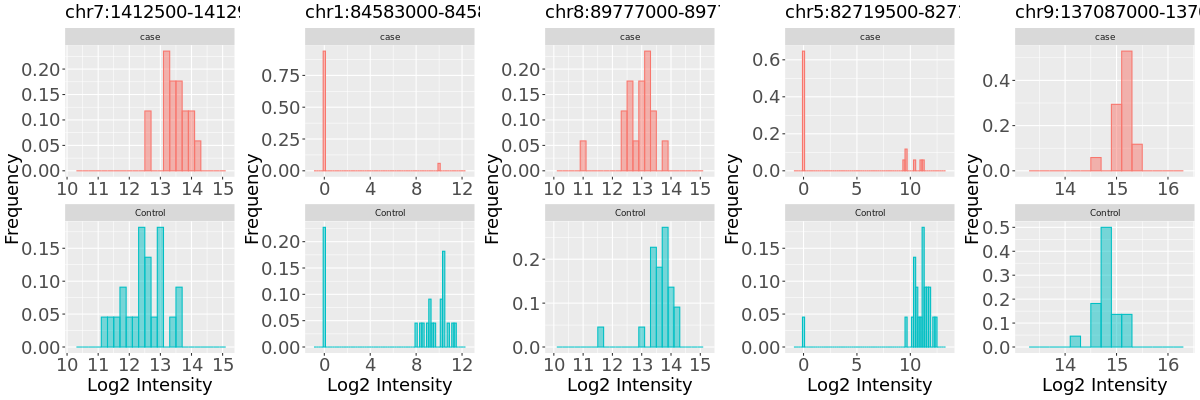 chr7:1412500-1412
chr1:84583000-8458
chr8:89777000-897
chr5:82719500-827
chr9:137087000-137
case
case
case
case
case
0.20
0.15
0.10
0.05
0.00
10 11 12 13 14 15
0.75
0.50
0.25
0.00
0 4 8 12
0.20
0.15
0.10
0.05
0.00
10 11 12 13 14 15
0.6
0.4
0.2
0.0
0 5 10
0.4
0.2
0.0
14 15 16
Frequency
Frequency
Frequency
Frequency
Frequency
Control
Control
Control
Control
Control
0.15
0.10
0.05
0.00
10 11 12 13 14 15
0.20
0.15
0.10
0.05
0.00
0 4 8 12
0.2
0.1
0.0
10 11 12 13 14 15
0.15
0.10
0.05
0.00
0 5 10
0.5
0.4
0.3
0.2
0.1
0.0
14 15 16
Log2 Intensity
Log2 Intensity
Log2 Intensity
Log2 Intensity
Log2 Intensity